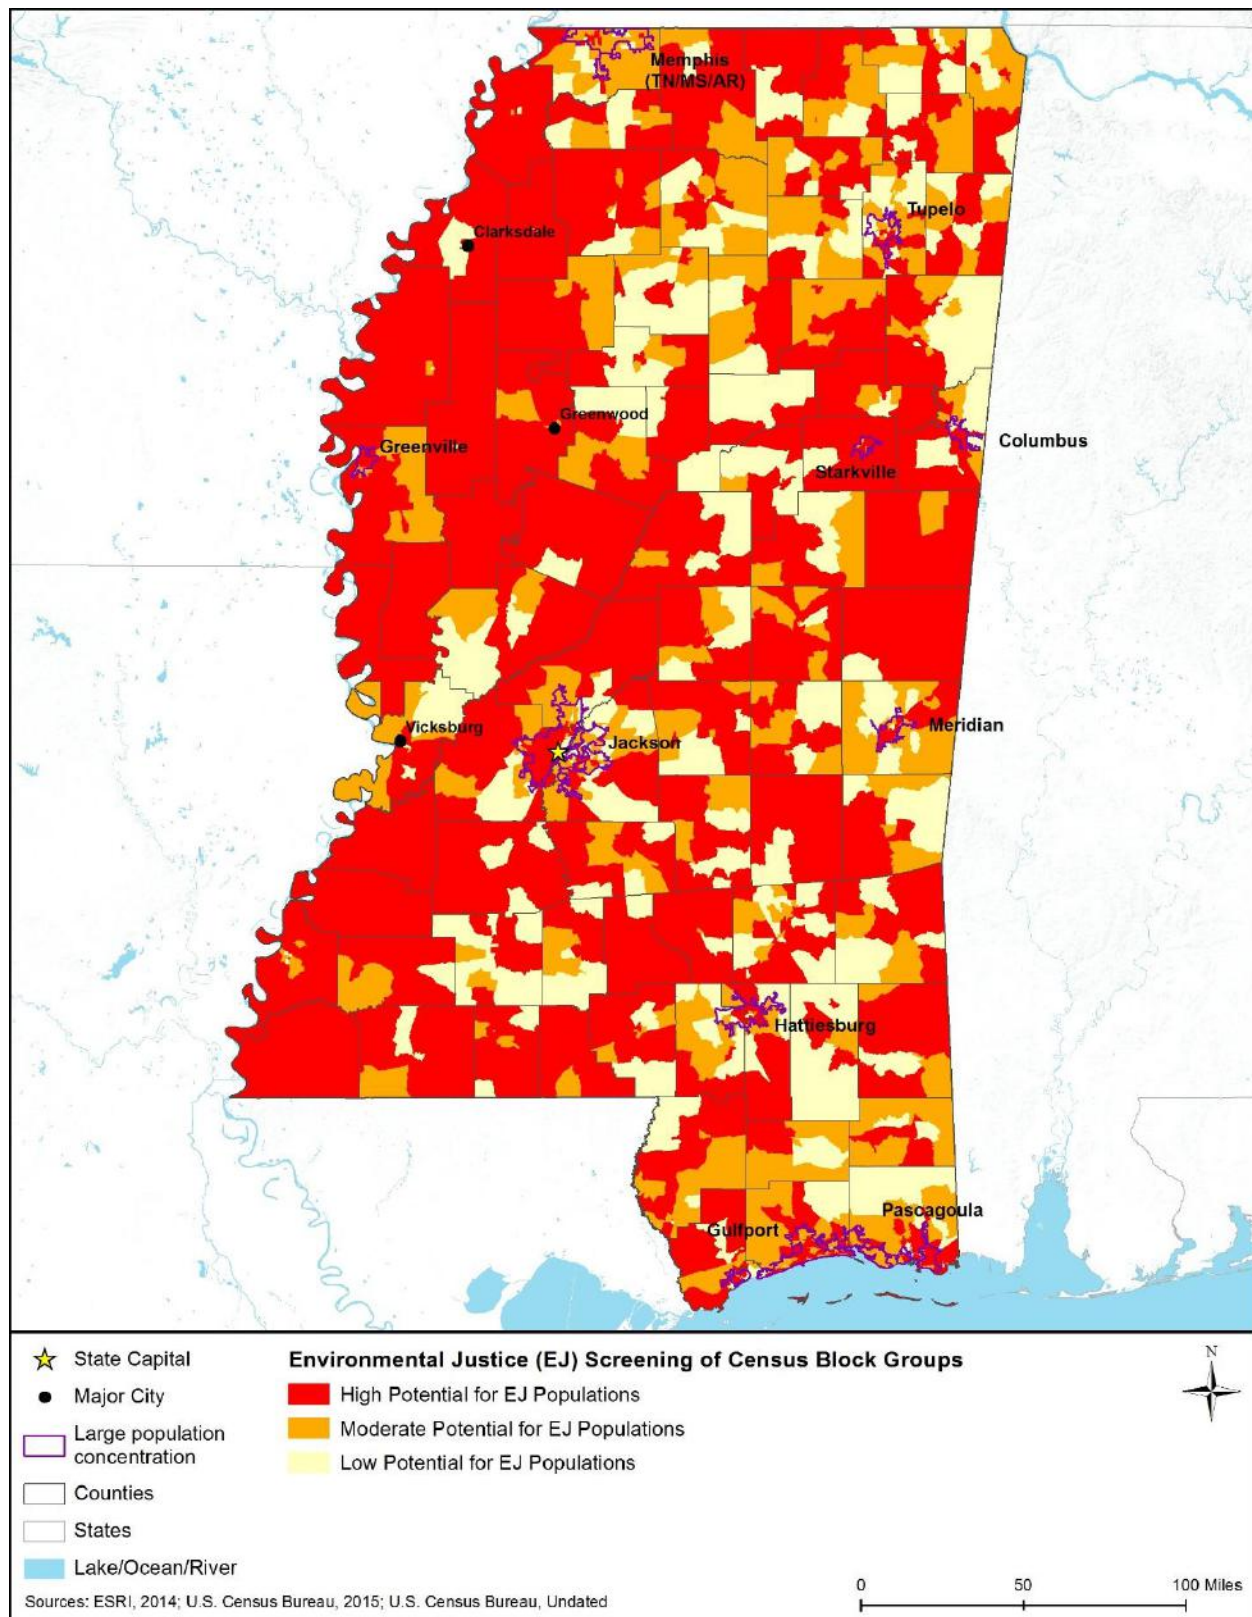 Memphis
(TN/MS/AR)
Tupelo
Clarksdale
Greenwood
Greenville
Columbus
Starkville
Vicksburg
Jackson
Meridian
Hattiesburg
Pascagoula
Gulfport
State Capital
Major City
Large population
concentration
Counties
States
Lake/Ocean/River
Environmental Justice (EJ) Screening of Census Block Groups
High Potential for EJ Populations
Moderate Potential for EJ Populations
Low Potential for EJ Populations
N
0 50 100 Miles
Sources: ESRI, 2014; U.S. Census Bureau, 2015; U.S. Census Bureau, Undated